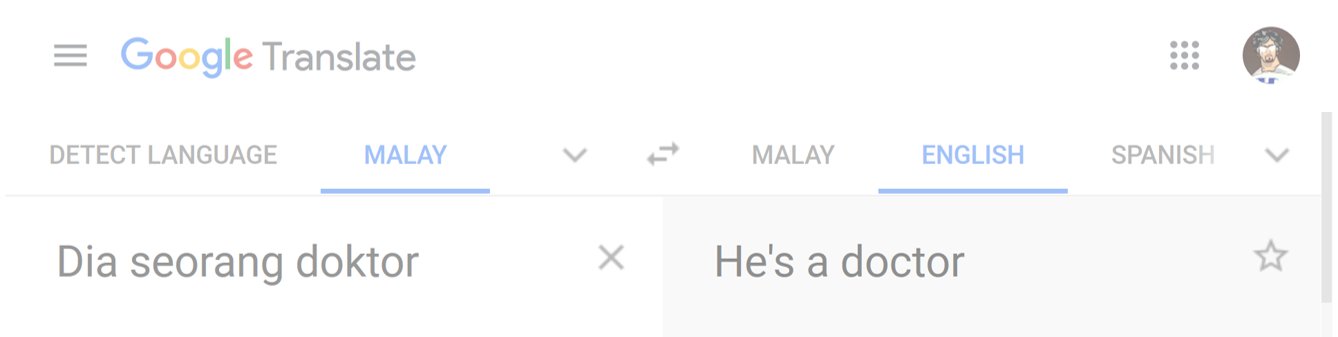 Google Translate
DETECT LANGUAGE MALAY MALAY ENGLISH SPANISH
Dia seorang doktor He's a doctor